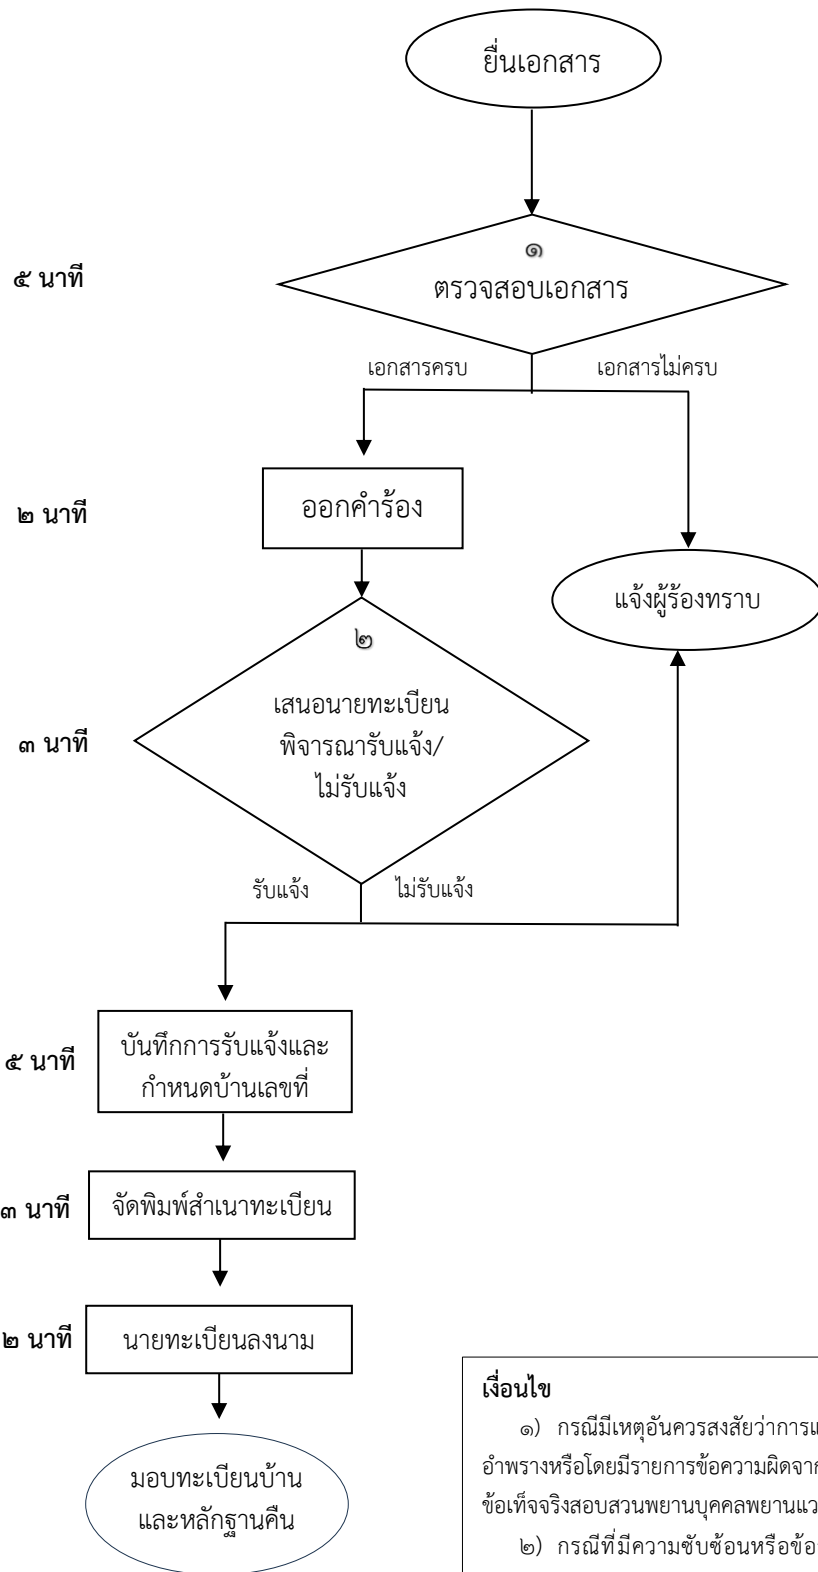 ยื่นเอกสาร
๑
๕ นาที
ตรวจสอบเอกสาร
เอกสารครบ
เอกสารไม่ครบ
๒ นาที
ออกคำร้อง
แจ้งผู้ร้องทราบ
๒
๓ นาที
เสนอนายทะเบียน
พิจารณารับแจ้ง/
ไม่รับแจ้ง
รับแจ้ง
ไม่รับแจ้ง
๕ นาที
บันทึกการรับแจ้งและ
กำหนดบ้านเลขที่
๓ นาที
จัดพิมพ์สำเนาทะเบียน
๒ นาที
นายทะเบียนลงนาม
มอบทะเบียนบ้าน
และหลักฐานคืน
เงื่อนไข
๑) กรณีมีเหตุอันควรสงสัยว่าการแ
อำพรางหรือโดยมีรายการข้อความผิดจาก
ข้อเท็จจริงสอบสวนพยานบุคคลพยานแว
๒) กรณีที่มีความซับซ้อนหรือข้อ